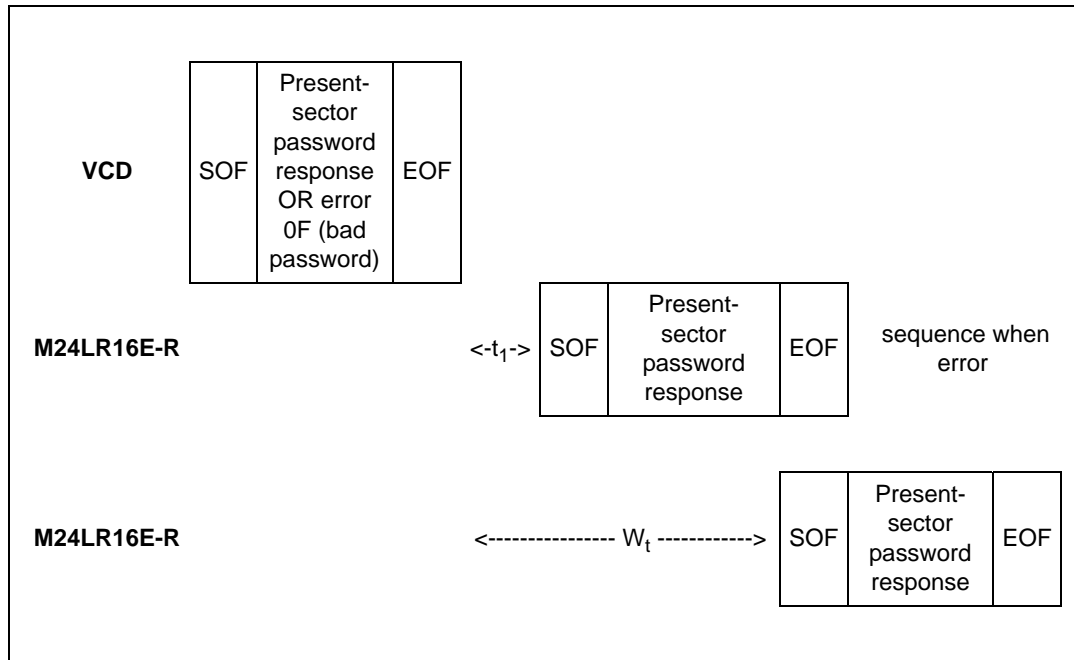 Present-
sector
password
response
OR error
0F (bad
password)
VCD
SOF
EOF
M24LR16E-R
<-t1->
SOF
Present-
sector
password
response
EOF
sequence when
error
M24LR16E-R
<---------------- Wt ------------>
SOF
Present-
sector
password
response
EOF